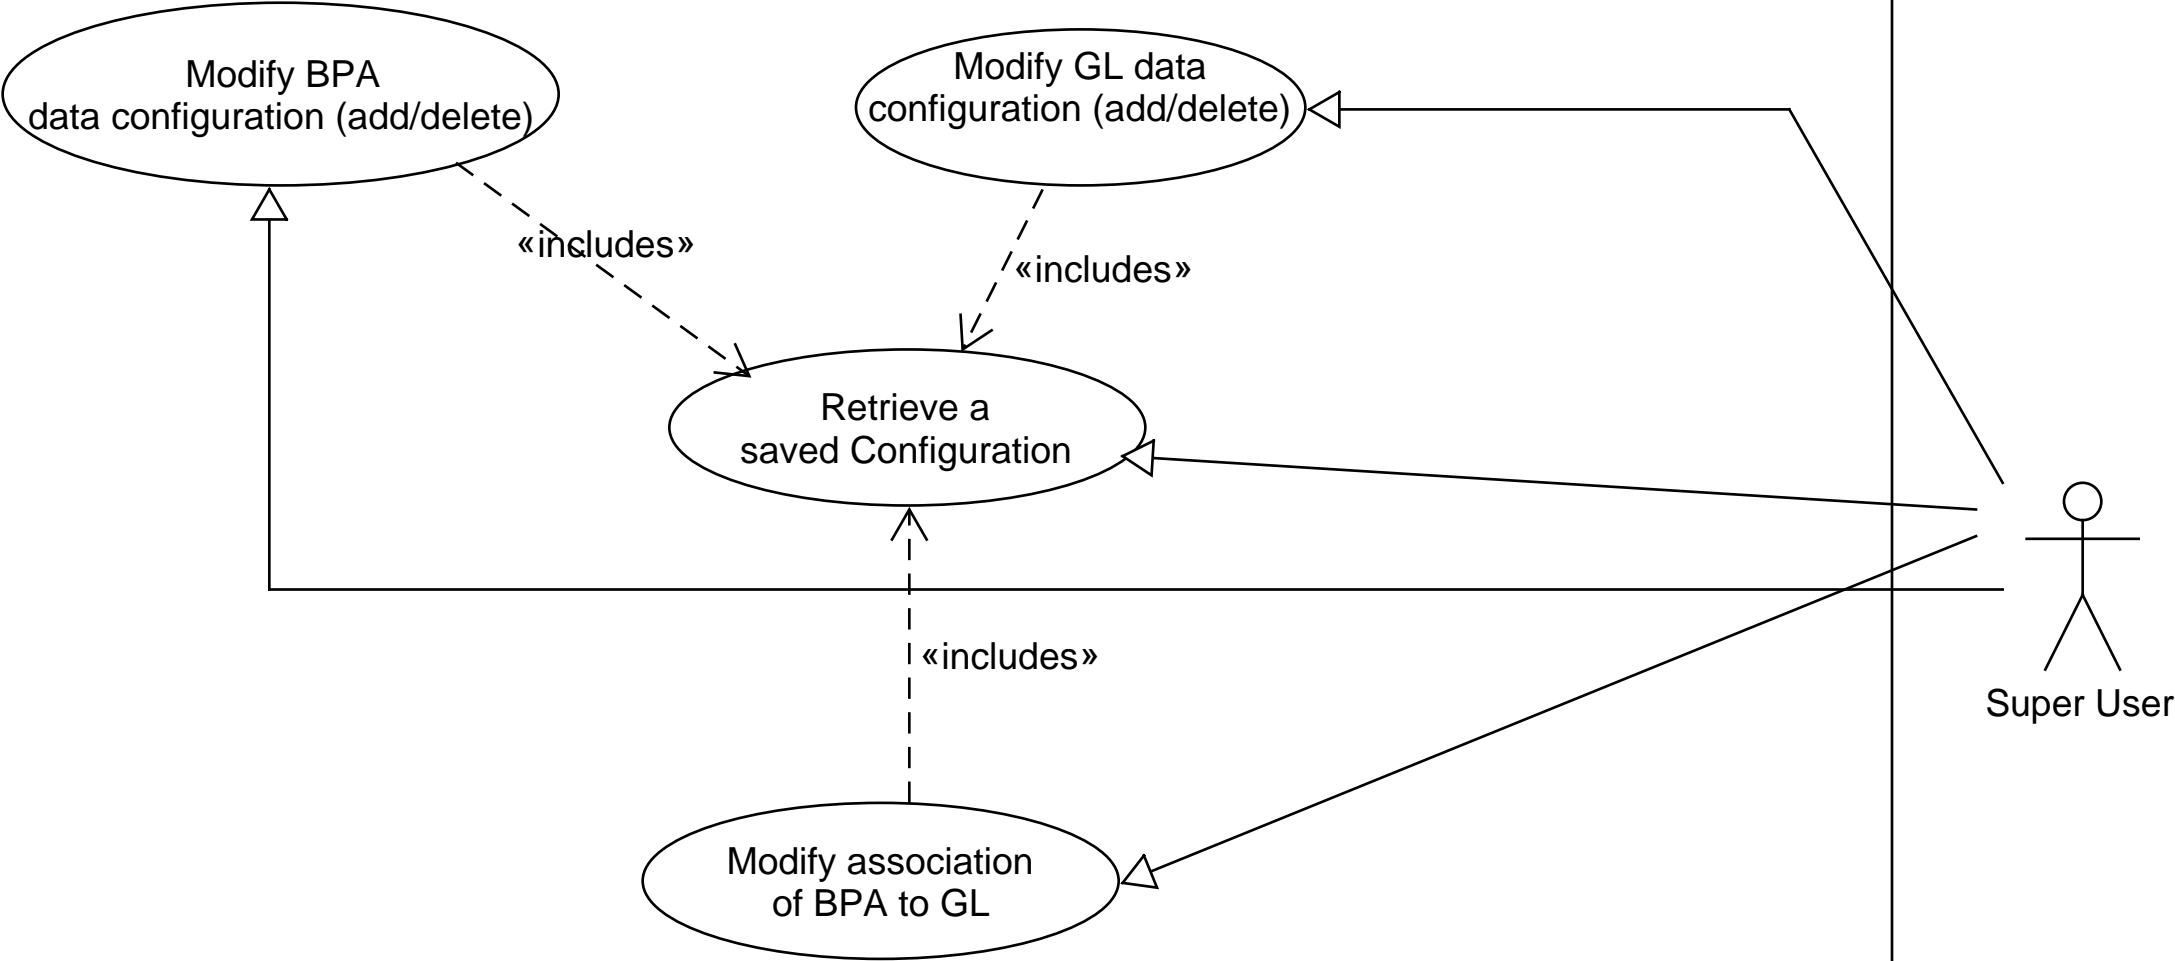 Modify BPA
data configuration (add/delete)
Modify GL data
configuration (add/delete)
«includes»
«includes»
Retrieve a
saved Configuration
«includes»
Super User
Modify association
of BPA to GL